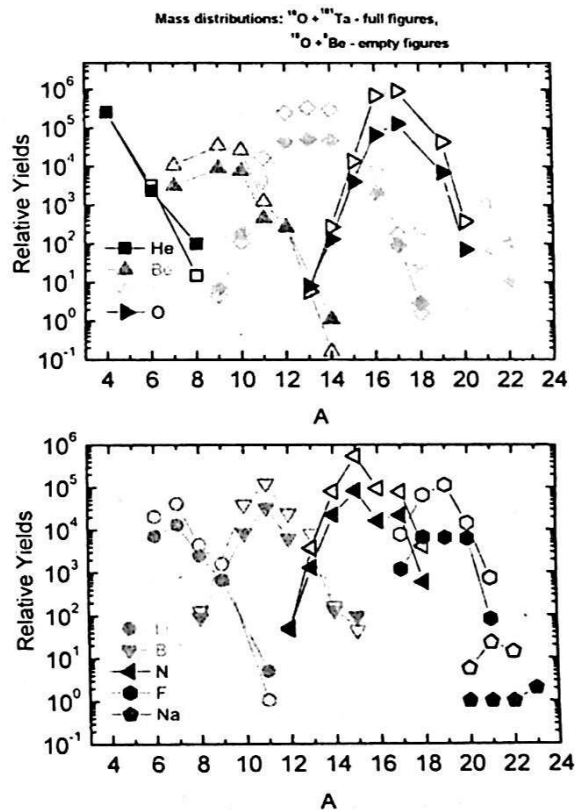 Mass distributions: ¹⁸O + ¹⁸¹Ta - full figures,
¹⁸O + ⁹Be - empty figures
Relative Yields
10⁶
10⁵
10⁴
10³
10²
10¹
10⁰
10⁻¹
He
Be
O
4 6 8 10 12 14 16 18 20 22 24
A
Relative Yields
10⁶
10⁵
10⁴
10³
10²
10¹
10⁰
10⁻¹
Li
B
N
F
Na
4 6 8 10 12 14 16 18 20 22 24
A